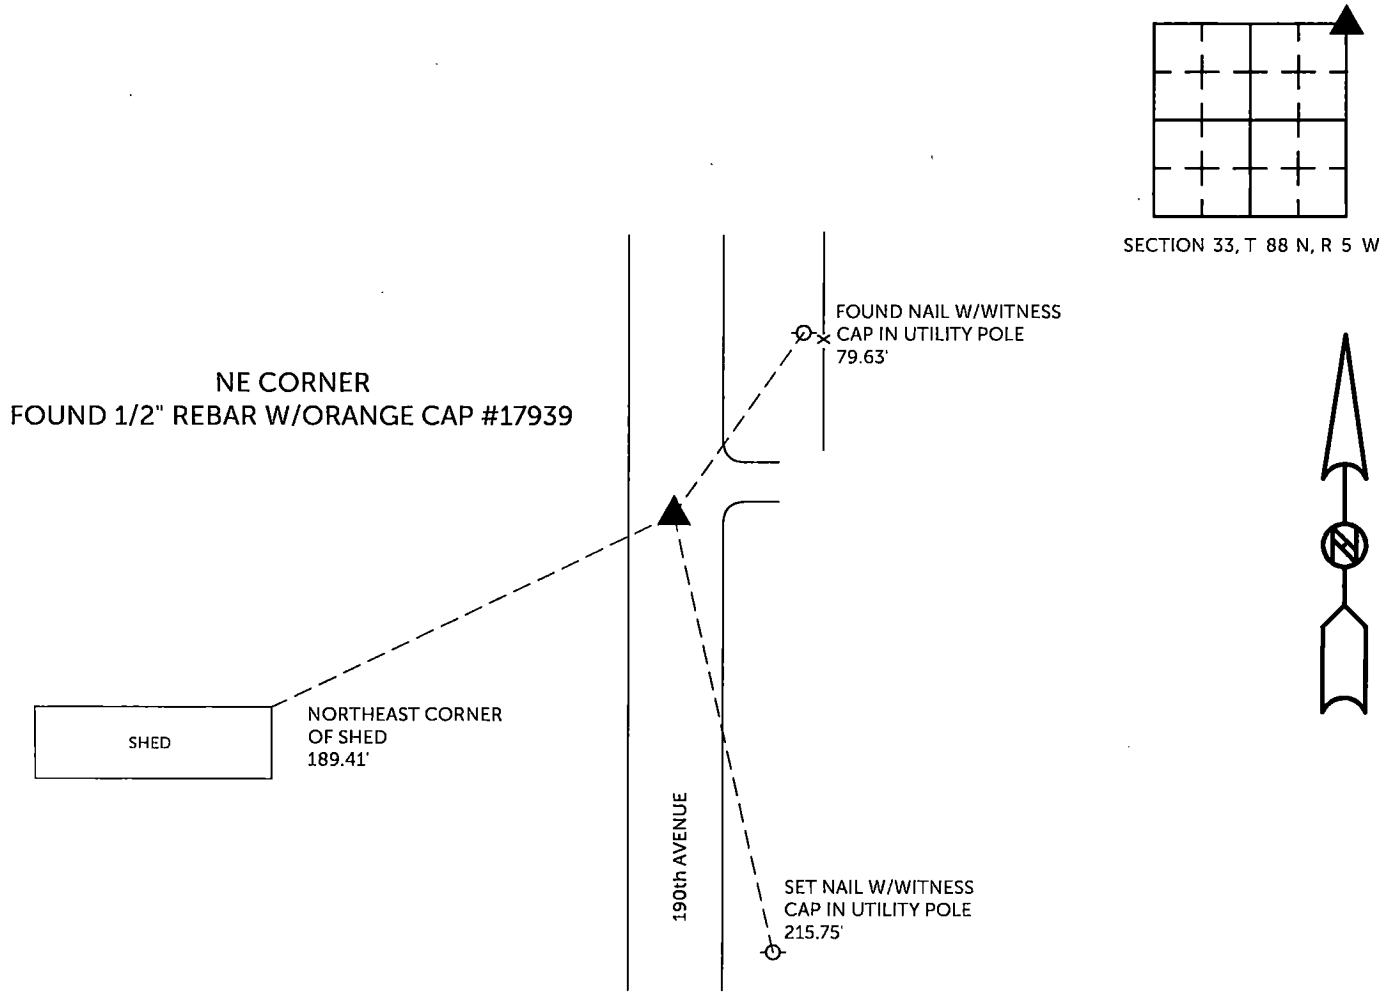 SECTION 33, T 88 N, R 5 W
FOUND NAIL W/WITNESS
CAP IN UTILITY POLE
79.63'
NE CORNER
FOUND 1/2" REBAR W/ORANGE CAP #17939
N
NORTHEAST CORNER
OF SHED
189.41'
SHED
190th AVENUE
SET NAIL W/WITNESS
CAP IN UTILITY POLE
215.75'